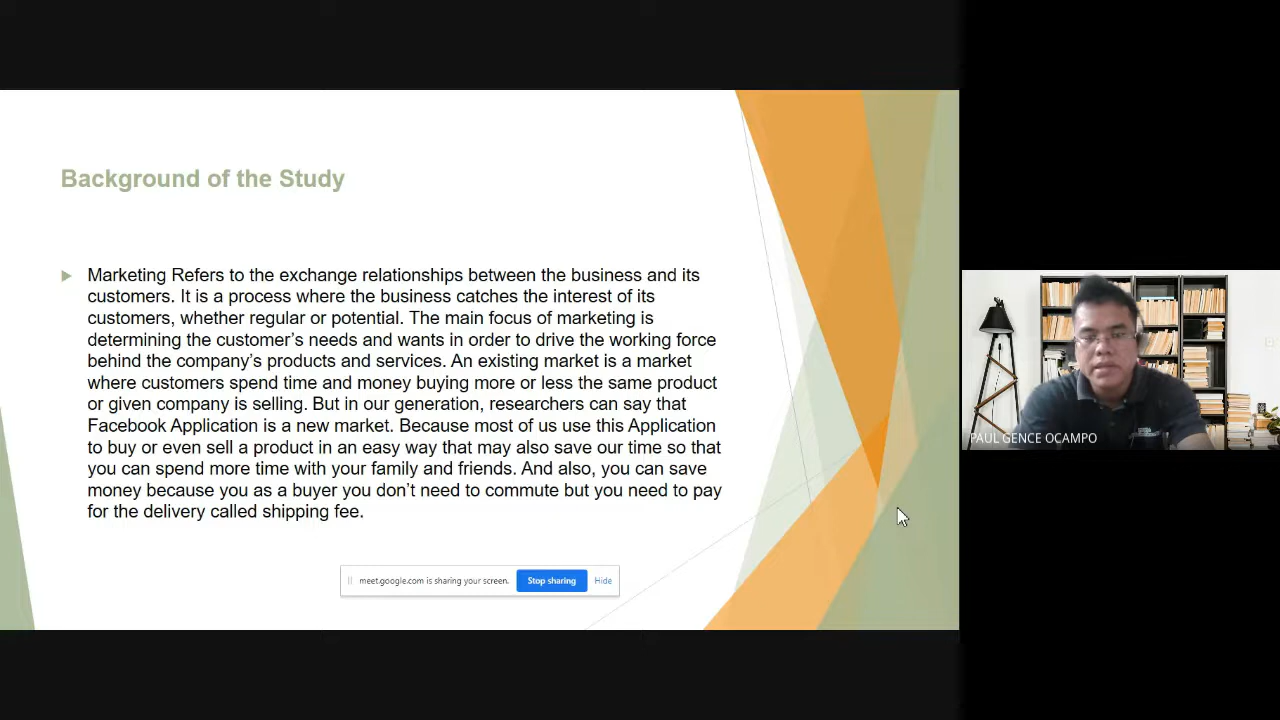 Background of the Study
Marketing Refers to the exchange relationships between the business and its
customers. It is a process where the business catches the interest of its
customers, whether regular or potential. The main focus of marketing is
determining the customer's needs and wants in order to drive the working force
behind the company's products and services. An existing market is a market
where customers spend time and money buying more or less the same product
or given company is selling. But in our generation, researchers can say that
Facebook Application is a new market. Because most of us use this Application
to buy or even sell a product in an easy way that may also save our time so that
you can spend more time with your family and friends. And also, you can save
money because you as a buyer you don't need to commute but you need to pay
for the delivery called shipping fee.
meet.google.com is sharing your screen. Stop sharing Hide
PAUL GENCE OCAMPO